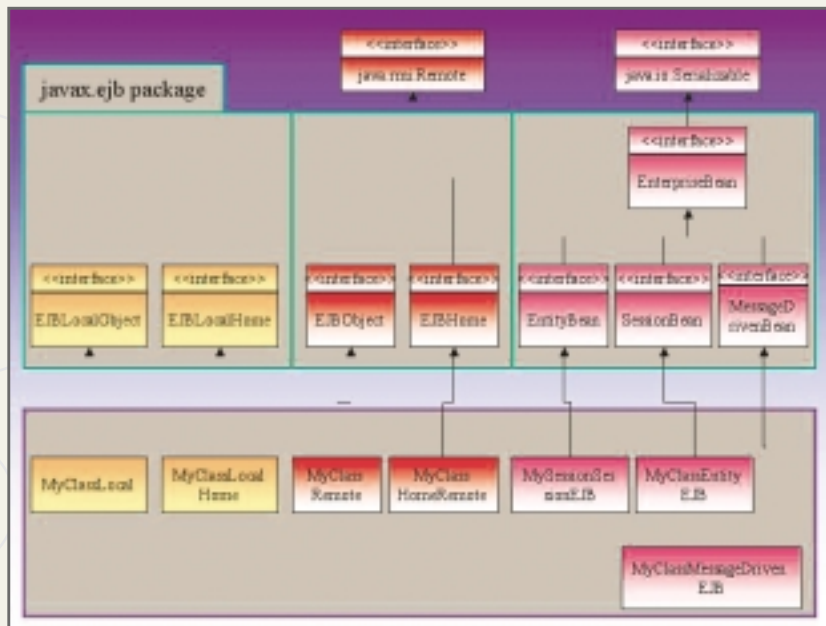 <<interface>>
java.rmi.Remote
<<interface>>
java.io.Serializable
javax.ejb package
<<interface>>
EnterpriseBean
<<interface>>
EJBLocalObject
<<interface>>
EJBLocalHome
<<interface>>
EJBObject
<<interface>>
EJBHome
<<interface>>
EntityBean
<<interface>>
SessionBean
<<interface>>
MessageD
rivenBean
MyClassLocal
MyClassLocal
Home
MyClass
Remote
MyClass
HomeRemote
MySessionSes
sionEJB
MyClassEntity
EJB
MyClassMessageDriven
EJB